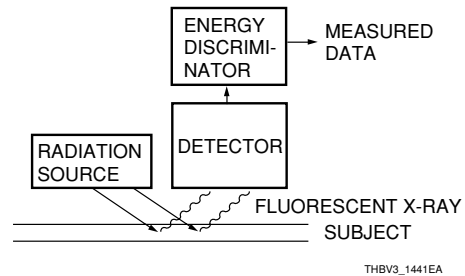 ENERGY
DISCRIMI-
NATOR
MEASURED
DATA
DETECTOR
RADIATION
SOURCE
FLUORESCENT X-RAY
SUBJECT
THBV3_1441EA